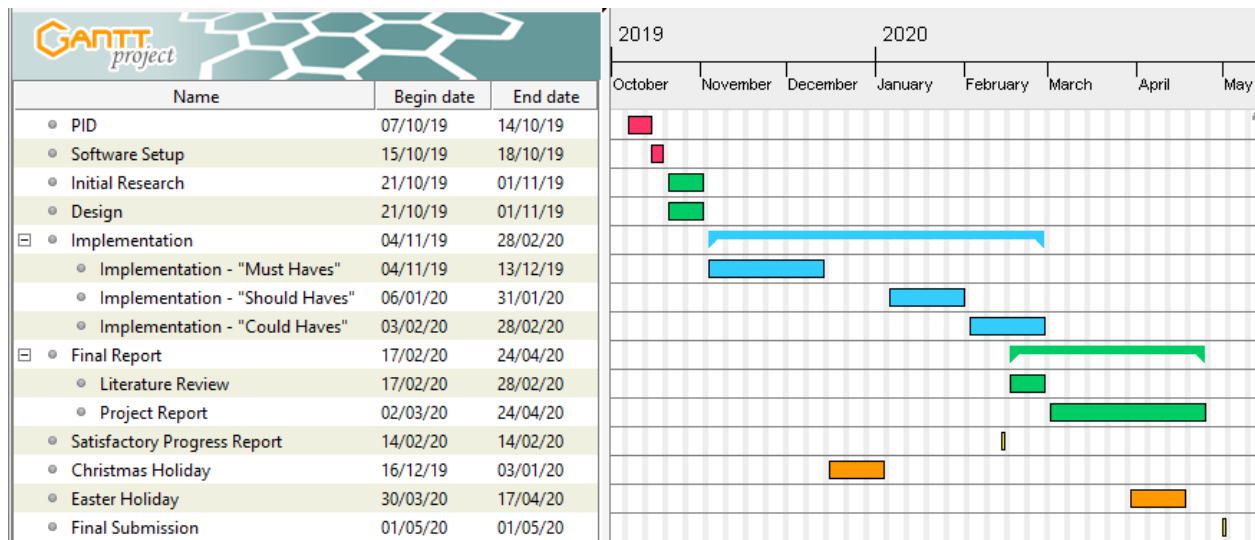 GANTT
project
2019 2020
October November December January February March April May
Name Begin date End date
PID 07/10/19 14/10/19
Software Setup 15/10/19 18/10/19
Initial Research 21/10/19 01/11/19
Design 21/10/19 01/11/19
Implementation 04/11/19 28/02/20
Implementation - "Must Haves" 04/11/19 13/12/19
Implementation - "Should Haves" 06/01/20 31/01/20
Implementation - "Could Haves" 03/02/20 28/02/20
Final Report 17/02/20 24/04/20
Literature Review 17/02/20 28/02/20
Project Report 02/03/20 24/04/20
Satisfactory Progress Report 14/02/20 14/02/20
Christmas Holiday 16/12/19 03/01/20
Easter Holiday 30/03/20 17/04/20
Final Submission 01/05/20 01/05/20